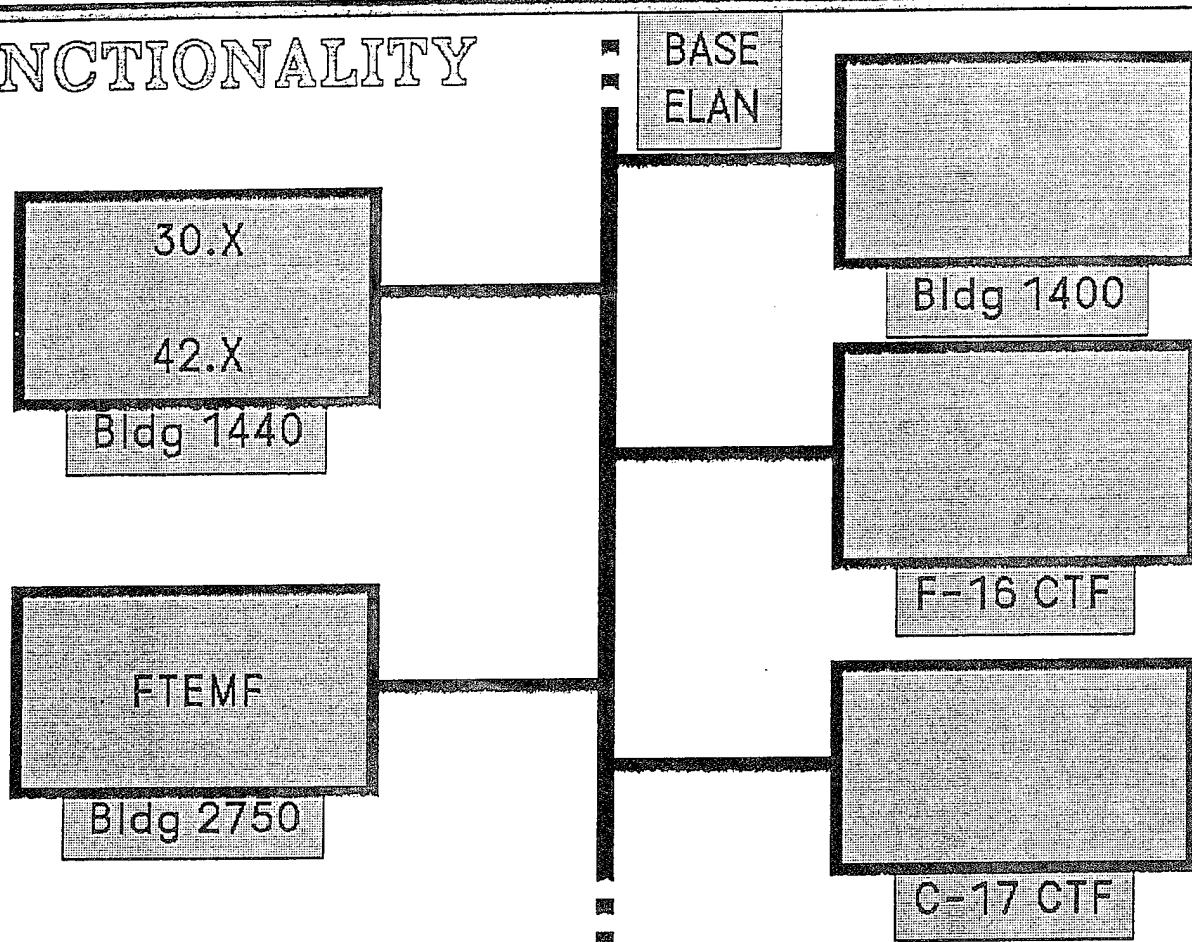 NCTIONALITY
BASE
ELAN
30.X
42.X
Bldg 1440
Bldg 1400
F-16 CTF
FTEMF
Bldg 2750
C-17 CTF